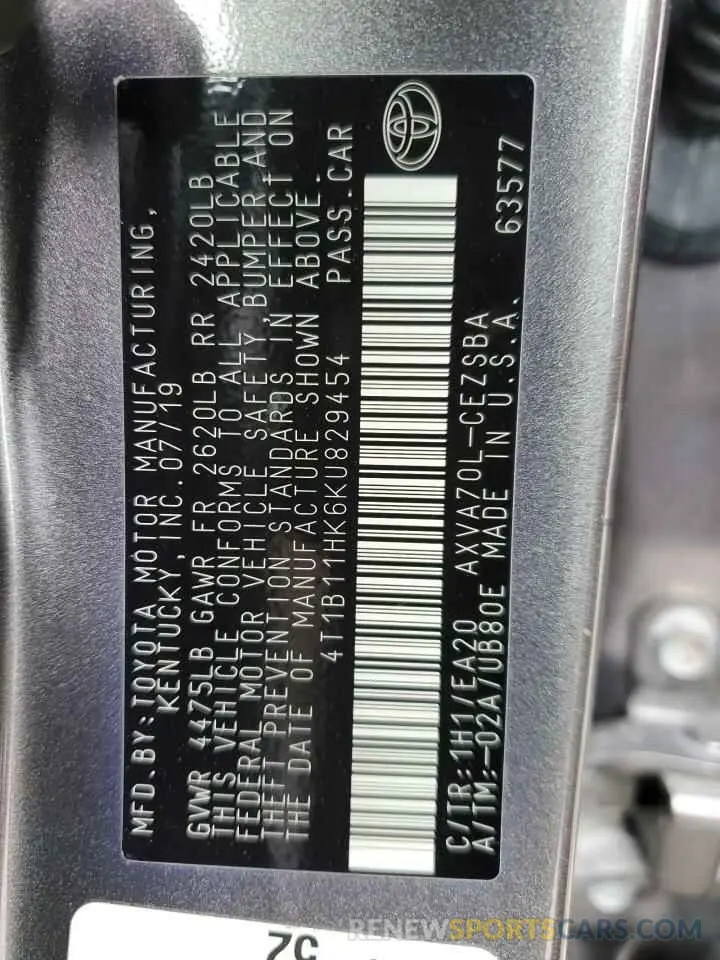 MFD.BY:TOYOTA MOTOR MANUFACTURING,
KENTUCKY,INC.07/19
GVWR 4475LB GAWR FR 2620LB RR 2420LB
THIS VEHICLE CONFORMS TO ALL APPLICABLE
FEDERAL MOTOR VEHICLE SAFETY,BUMPER,AND
THEFT PREVENTION STANDARDS IN EFFECT ON
THE DATE OF MANUFACTURE SHOWN ABOVE.
4T1B11HK6KU829454 PASS.CAR
C/TR:1H1/EA20 AXVA70L-CEZSBA
A/TM:-02A/UB80E MADE IN U.S.A. 63577
52
RENEWSPORTSCARS.COM